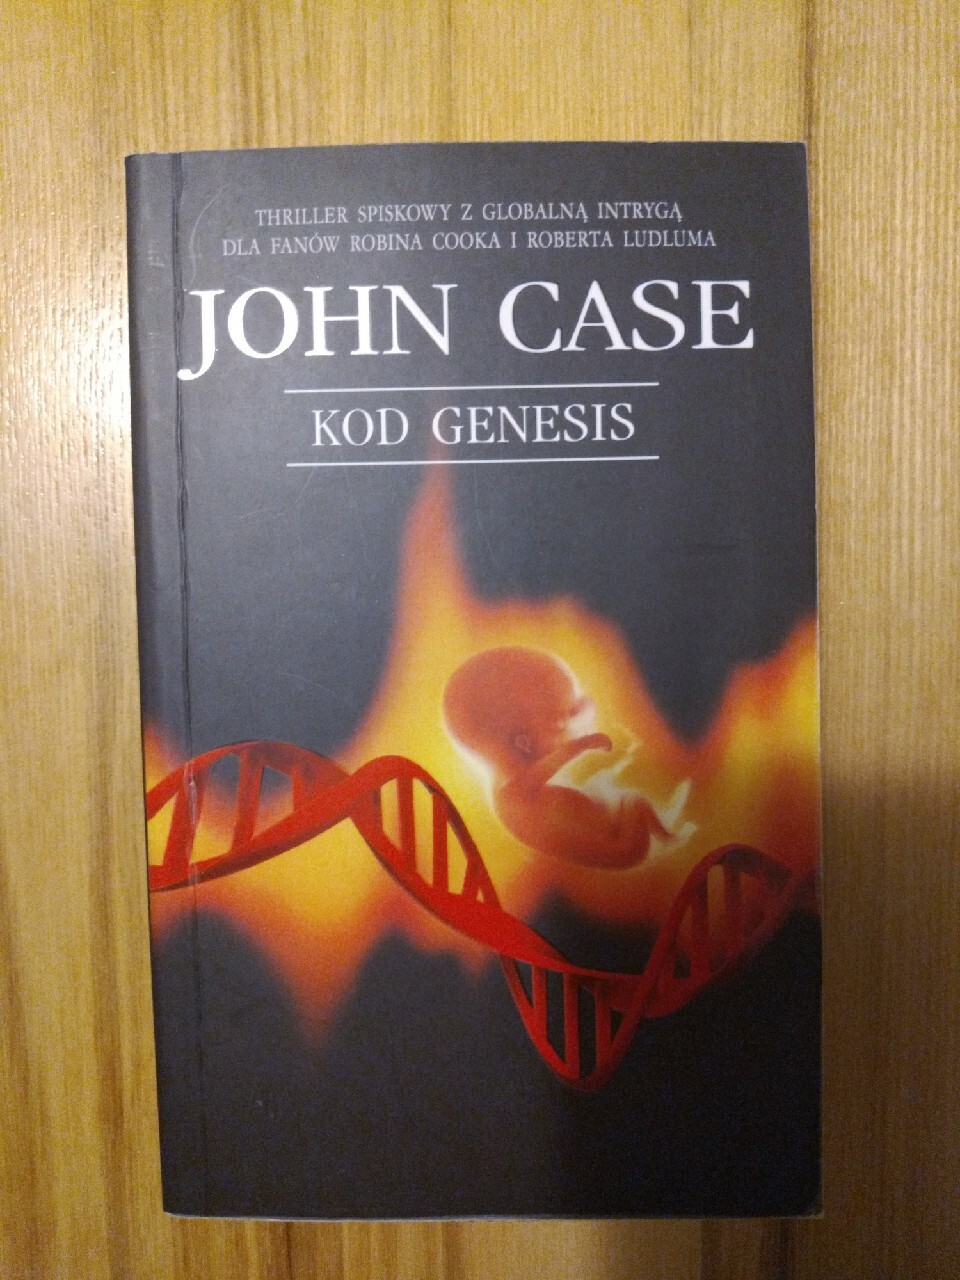 THRILLER SPISKOWY Z GLOBALNĄ INTRYGĄ
DLA FANÓW ROBINA COOKA I ROBERTA LUDLUMA
JOHN CASE
KOD GENESIS